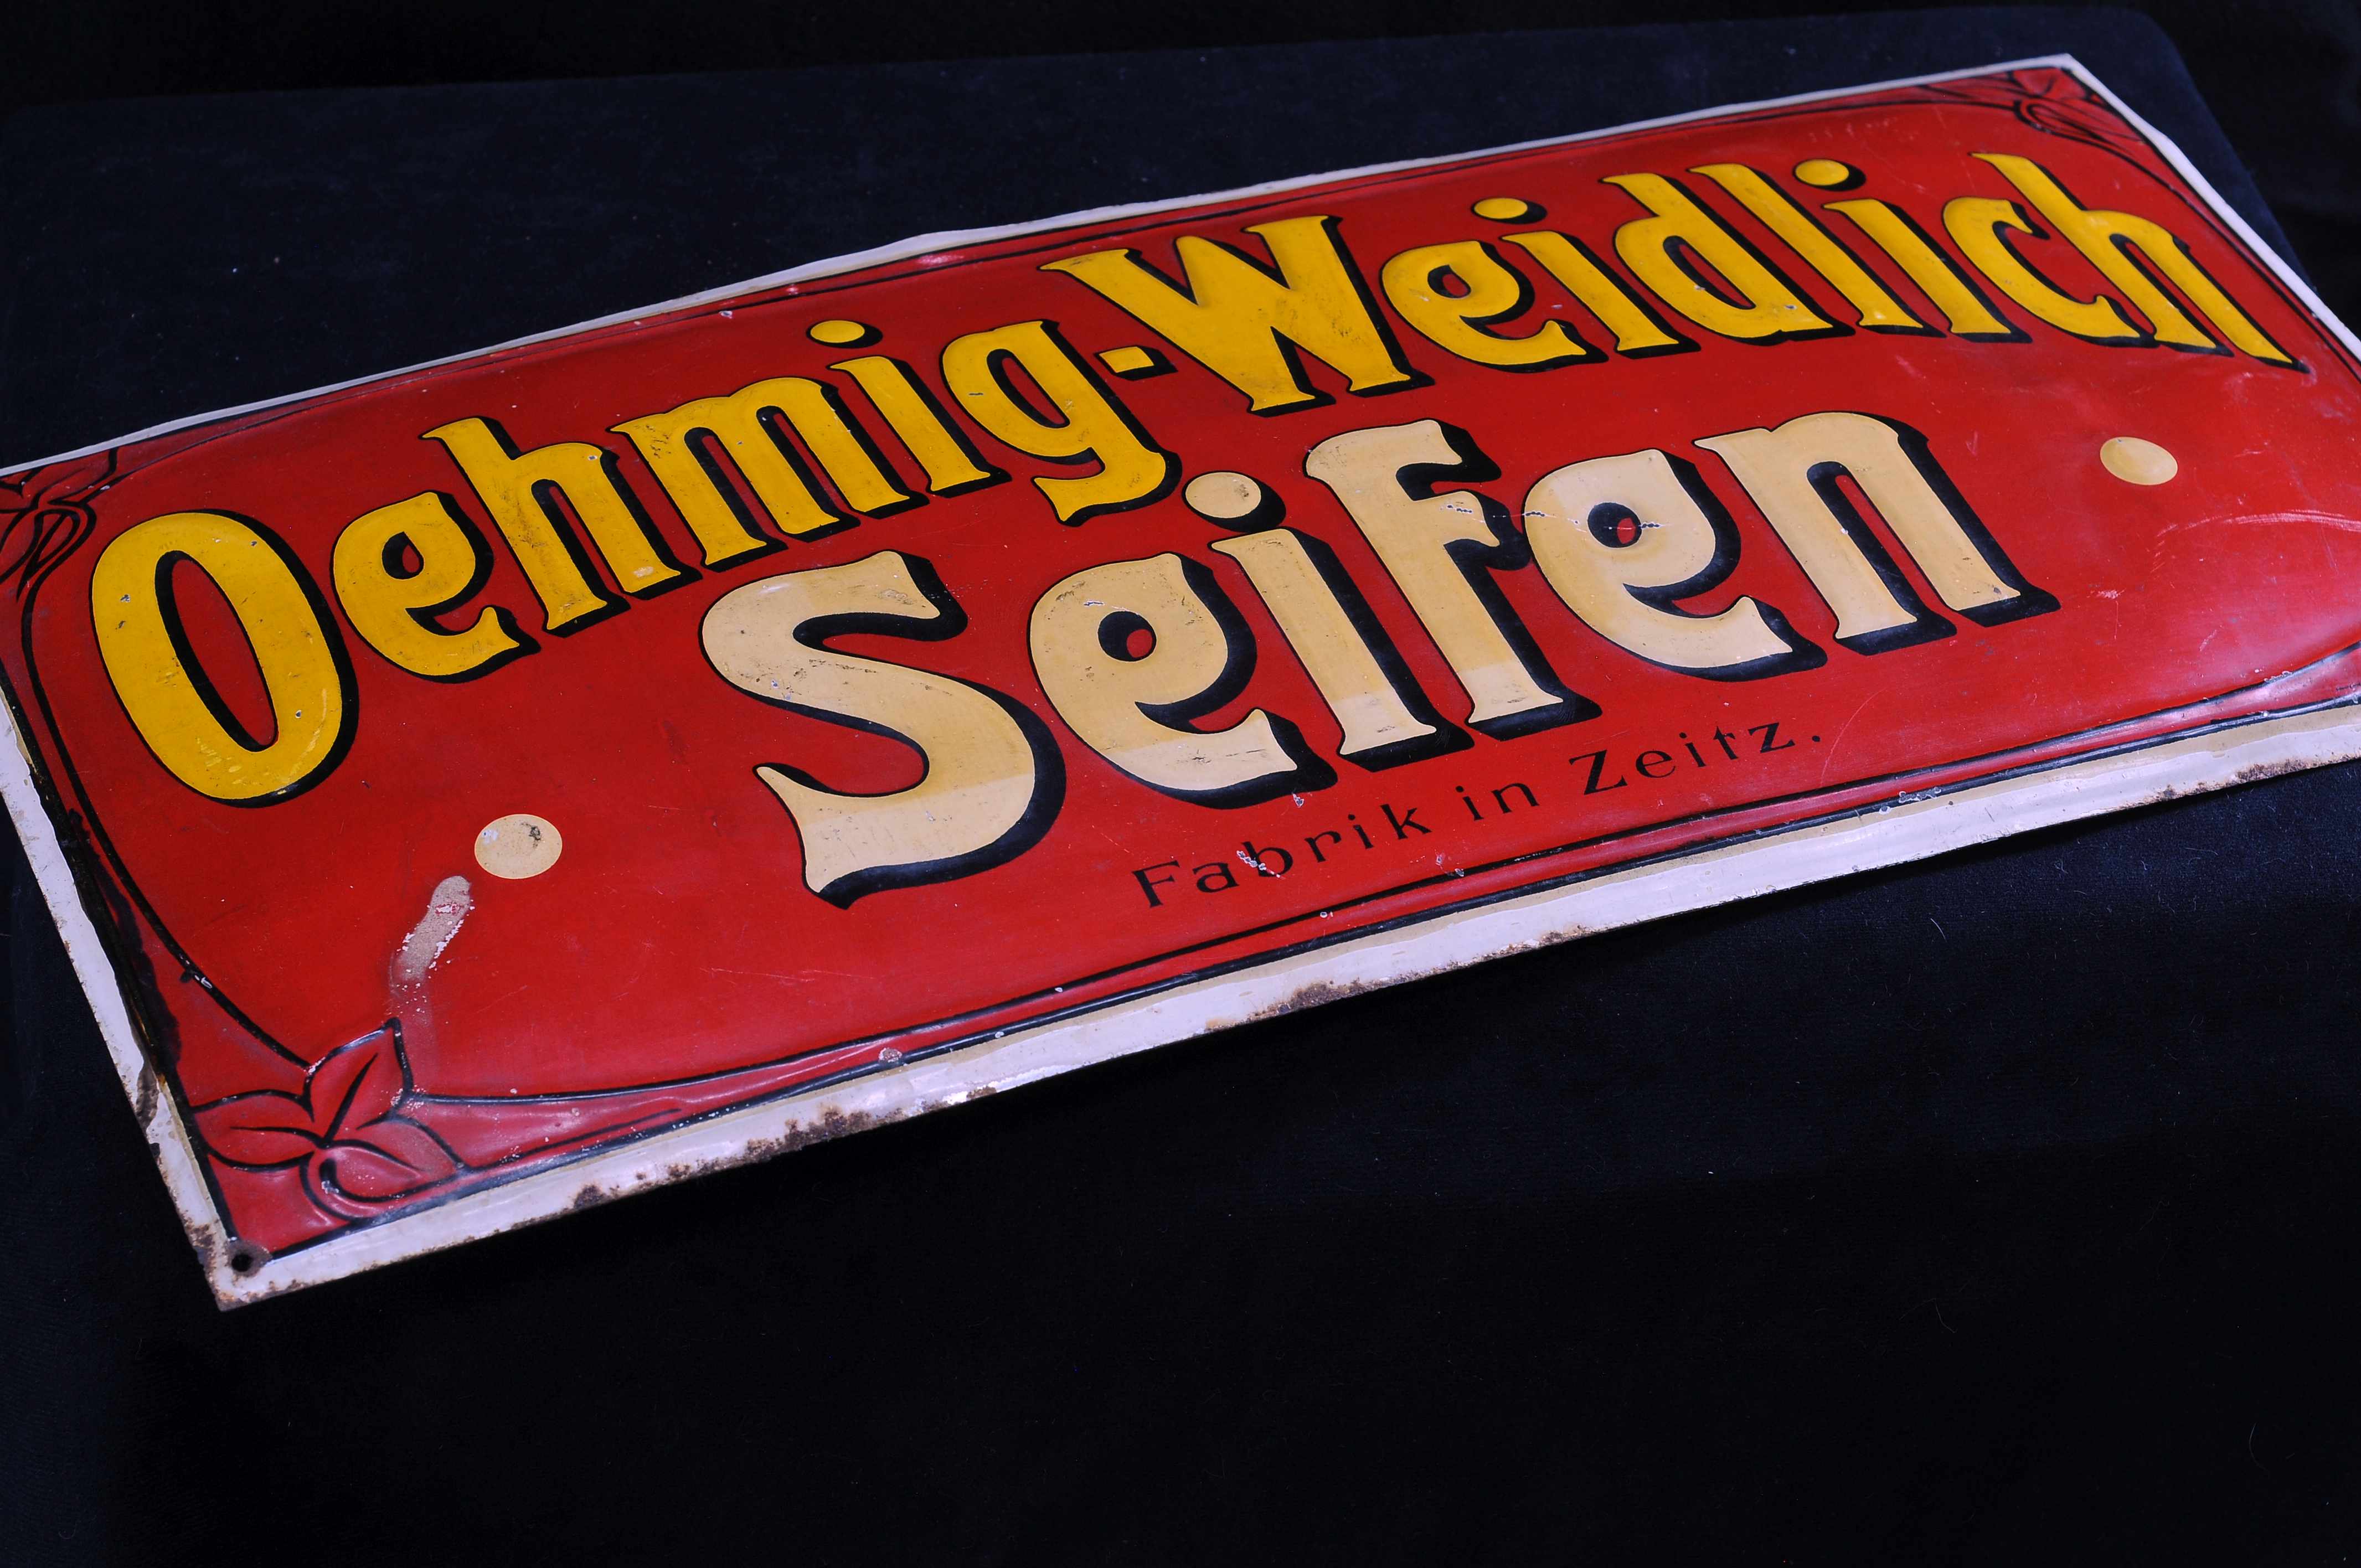 Oehmig-Weidlich
Seifen
Fabrik in Zeitz.